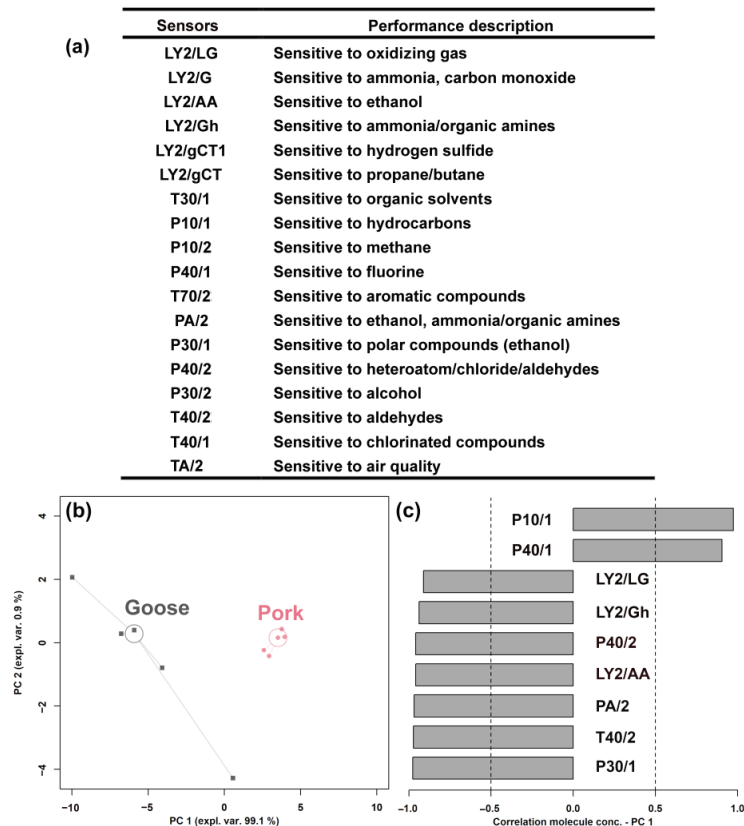 Sensors Performance description
(a)
LY2/LG Sensitive to oxidizing gas
LY2/G Sensitive to ammonia, carbon monoxide
LY2/AA Sensitive to ethanol
LY2/Gh Sensitive to ammonia/organic amines
LY2/gCT1 Sensitive to hydrogen sulfide
LY2/gCT Sensitive to propane/butane
T30/1 Sensitive to organic solvents
P10/1 Sensitive to hydrocarbons
P10/2 Sensitive to methane
P40/1 Sensitive to fluorine
T70/2 Sensitive to aromatic compounds
PA/2 Sensitive to ethanol, ammonia/organic amines
P30/1 Sensitive to polar compounds (ethanol)
P40/2 Sensitive to heteroatom/chloride/aldehydes
P30/2 Sensitive to alcohol
T40/2 Sensitive to aldehydes
T40/1 Sensitive to chlorinated compounds
TA/2 Sensitive to air quality
(b)
4
2
0
−2
−4
PC 2 (expl. var. 0.9 %)
Goose
Pork
−10 −5 0 5 10
PC 1 (expl. var. 99.1 %)
(c)
P10/1
P40/1
LY2/LG
LY2/Gh
P40/2
LY2/AA
PA/2
T40/2
P30/1
−1.0 −0.5 0.0 0.5 1.0
Correlation molecule conc. - PC 1